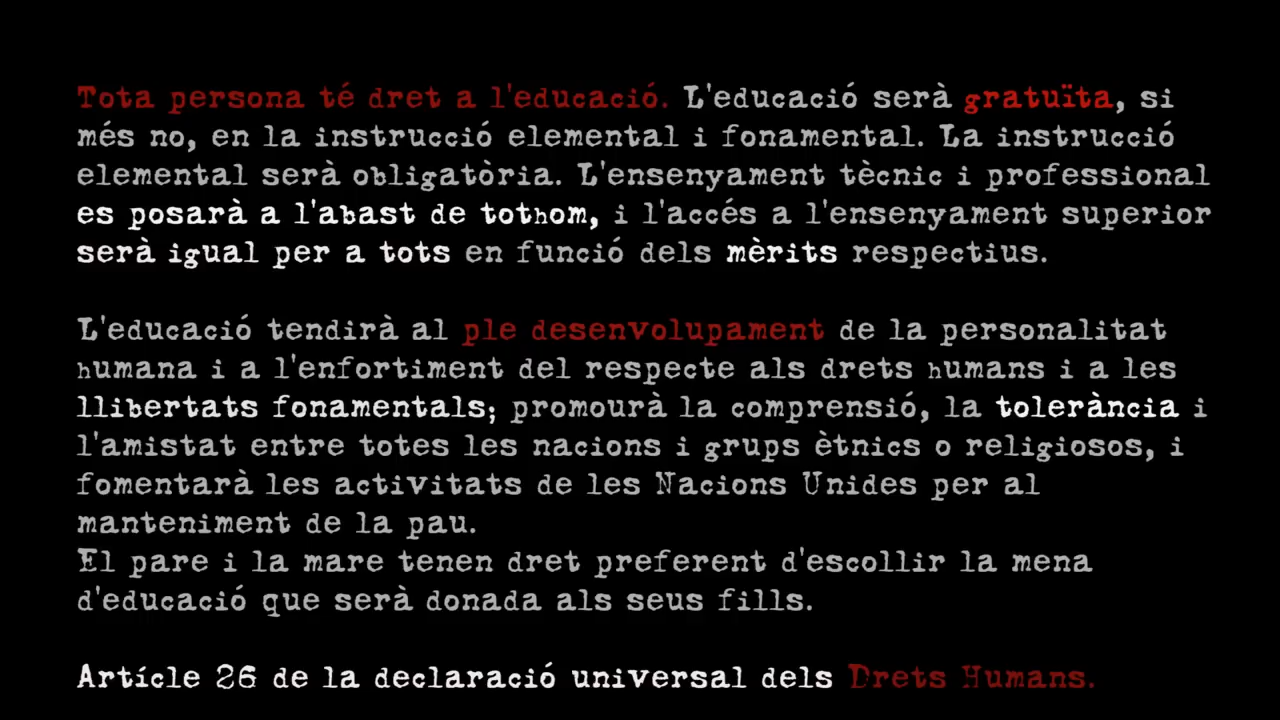 Tota persona té dret a l'educació. L'educació serà gratuïta, si
més no, en la instrucció elemental i fonamental. La instrucció
elemental serà obligatòria. L'ensenyament tècnic i professional
es posarà a l'abast de tothom, i l'accés a l'ensenyament superior
serà igual per a tots en funció dels mèrits respectius.
L'educació tendirà al ple desenvolupament de la personalitat
humana i a l'enfortiment del respecte als drets humans i a les
llibertats fonamentals; promourà la comprensió, la tolerància i
l'amistat entre totes les nacions i grups ètnics o religiosos, i
fomentarà les activitats de les Nacions Unides per al
manteniment de la pau.
El pare i la mare tenen dret preferent d'escollir la mena
d'educació que serà donada als seus fills.
Artícle 26 de la declaració universal dels Drets Humans.